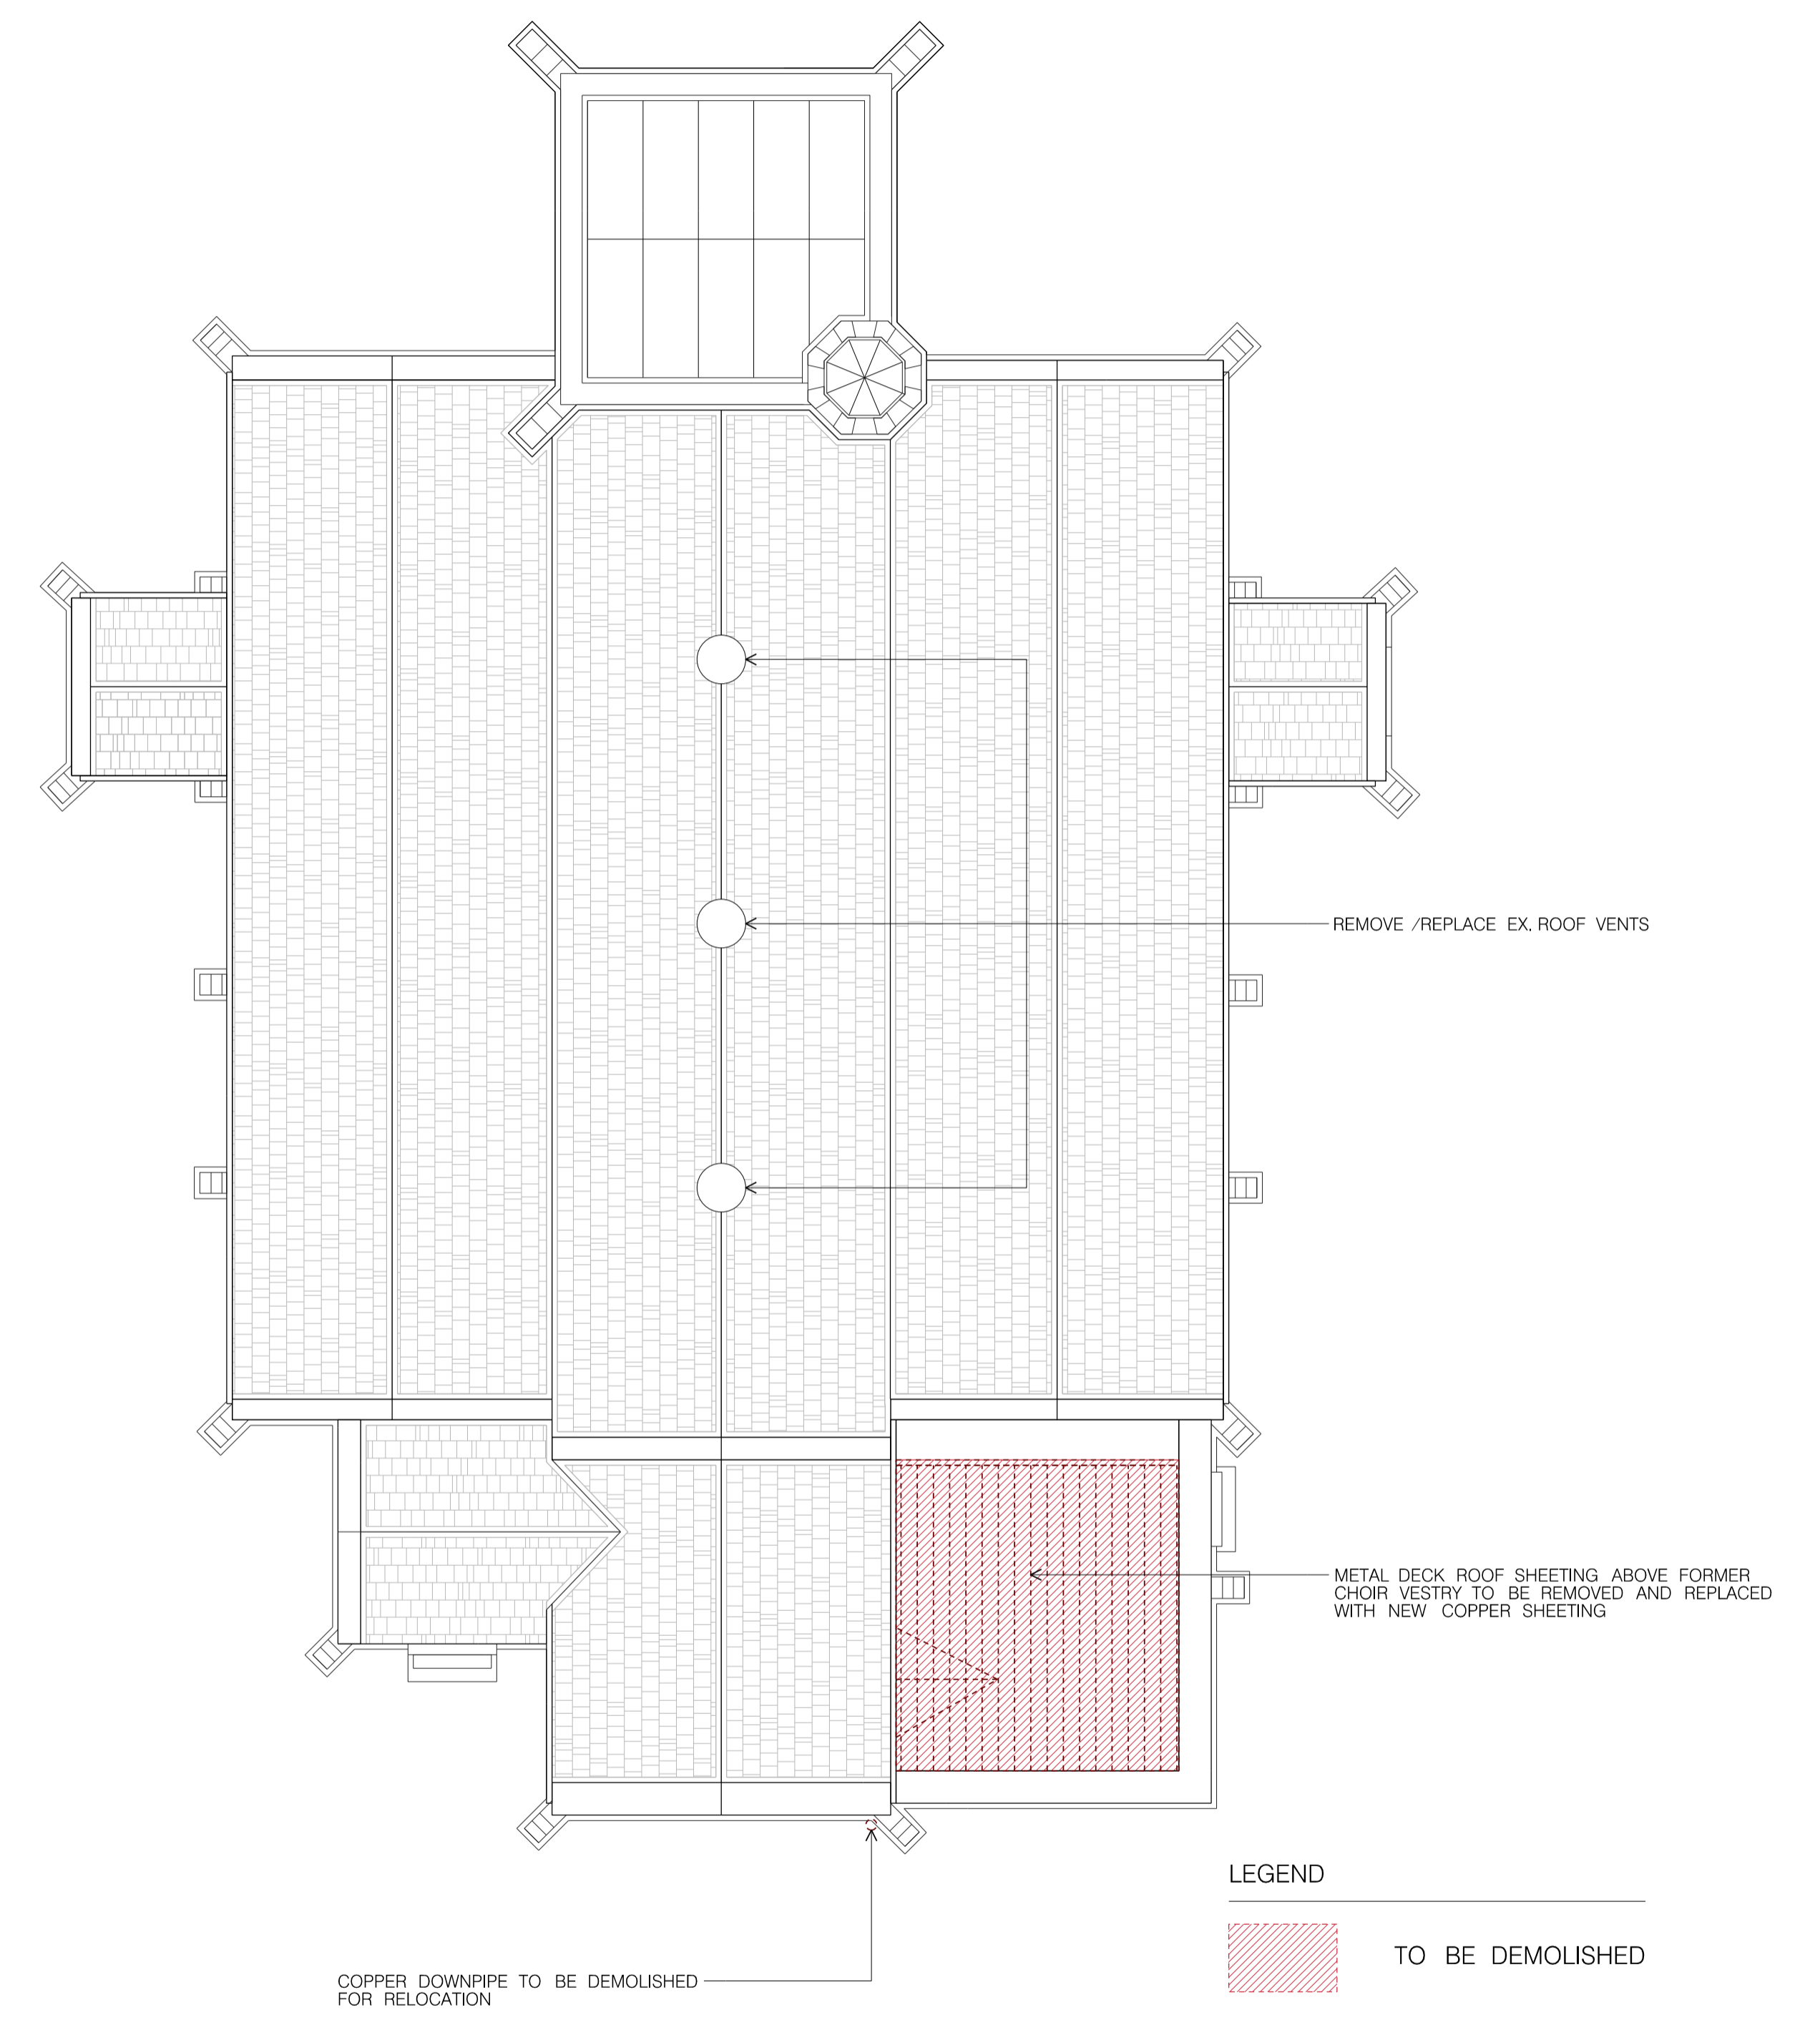 REMOVE /REPLACE EX. ROOF VENTS
METAL DECK ROOF SHEETING ABOVE FORMER
CHOIR VESTRY TO BE REMOVED AND REPLACED
WITH NEW COPPER SHEETING
LEGEND
TO BE DEMOLISHED
COPPER DOWNPIPE TO BE DEMOLISHED
FOR RELOCATION